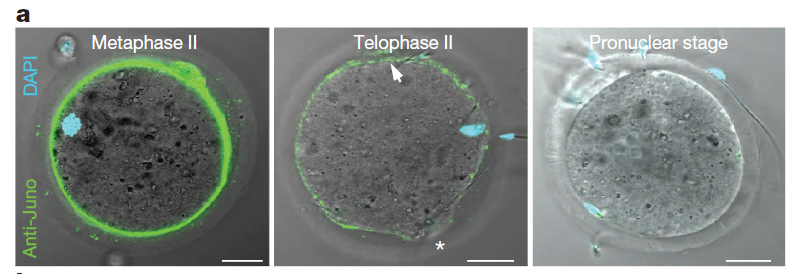 a
Metaphase II
Telophase II
Pronuclear stage
DAPI
Anti-Juno
*